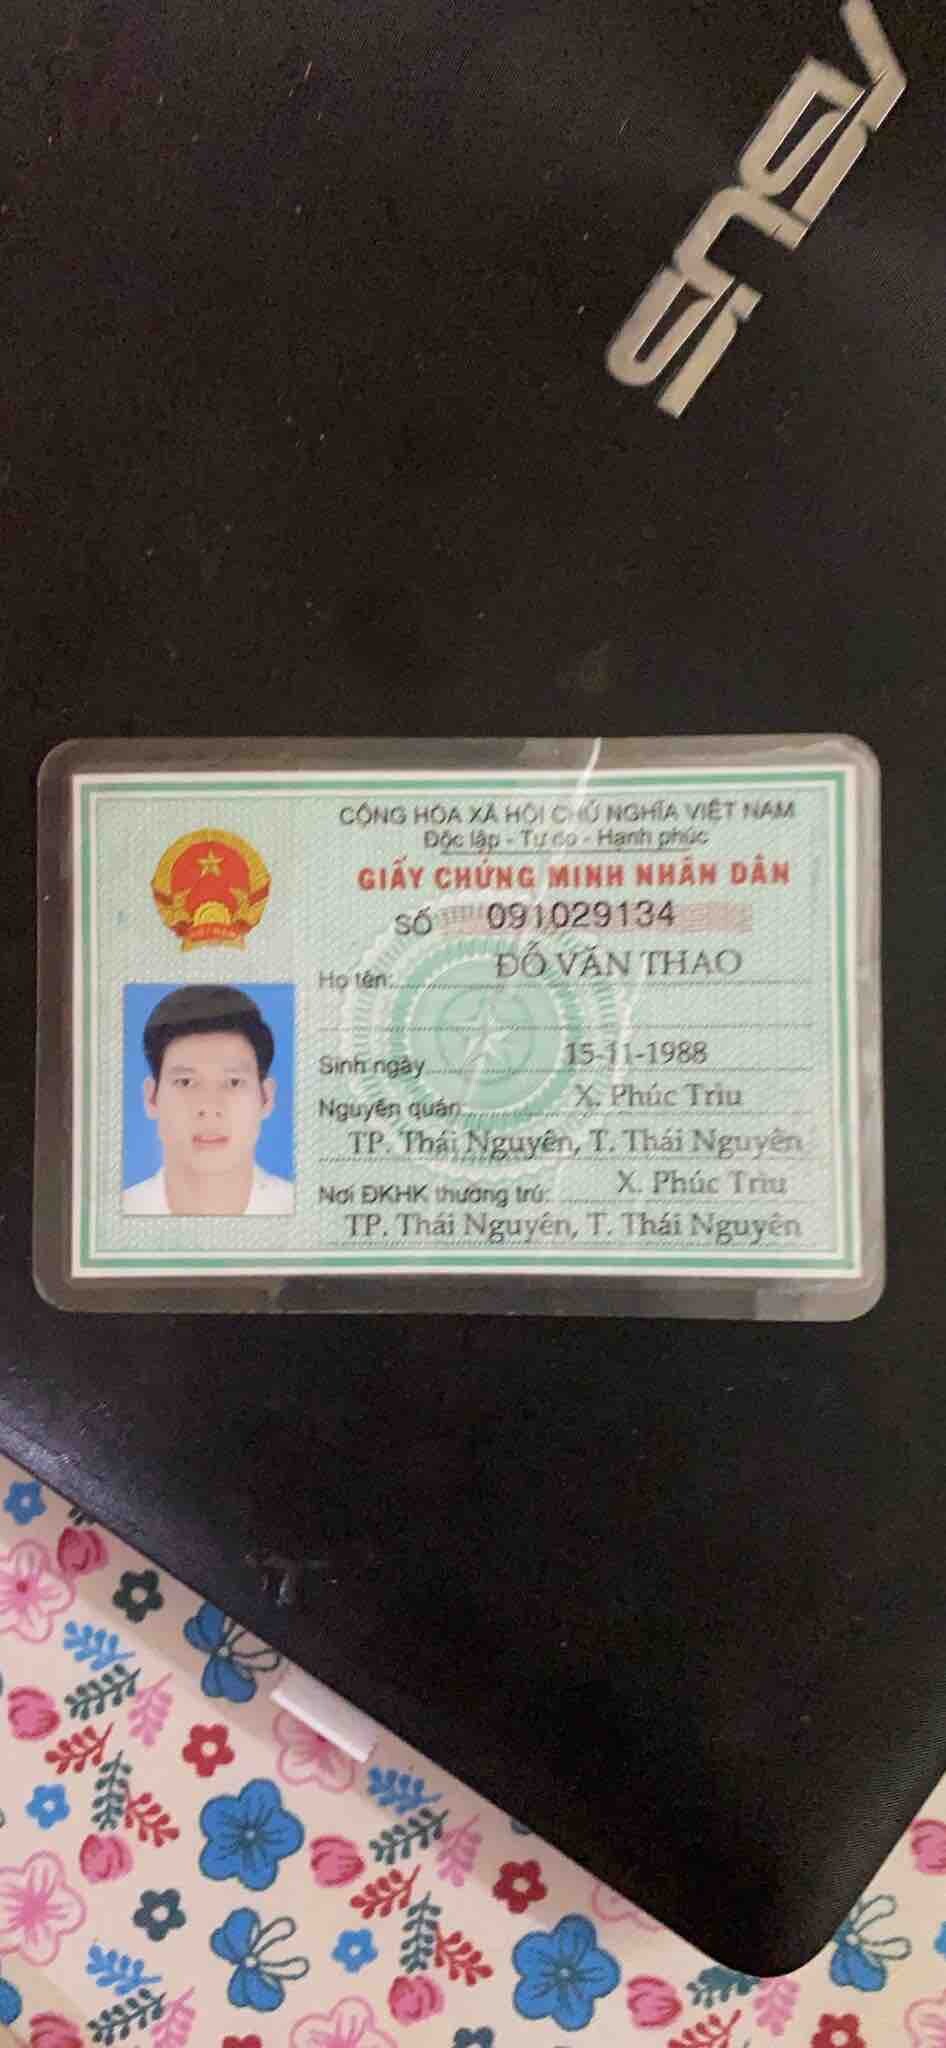 ASUS
CỘNG HÒA XÃ HỘI CHỦ NGHĨA VIỆT NAM
Độc lập - Tự do - Hạnh phúc
GIẤY CHỨNG MINH NHÂN DÂN
SỐ 091029134
Họ tên: ĐỖ VĂN THAO
Sinh ngày 15-11-1988
Nguyên quán X. Phúc Trìu
TP. Thái Nguyên, T. Thái Nguyên
Nơi ĐKHK thường trú: X. Phúc Trìu
TP. Thái Nguyên, T. Thái Nguyên